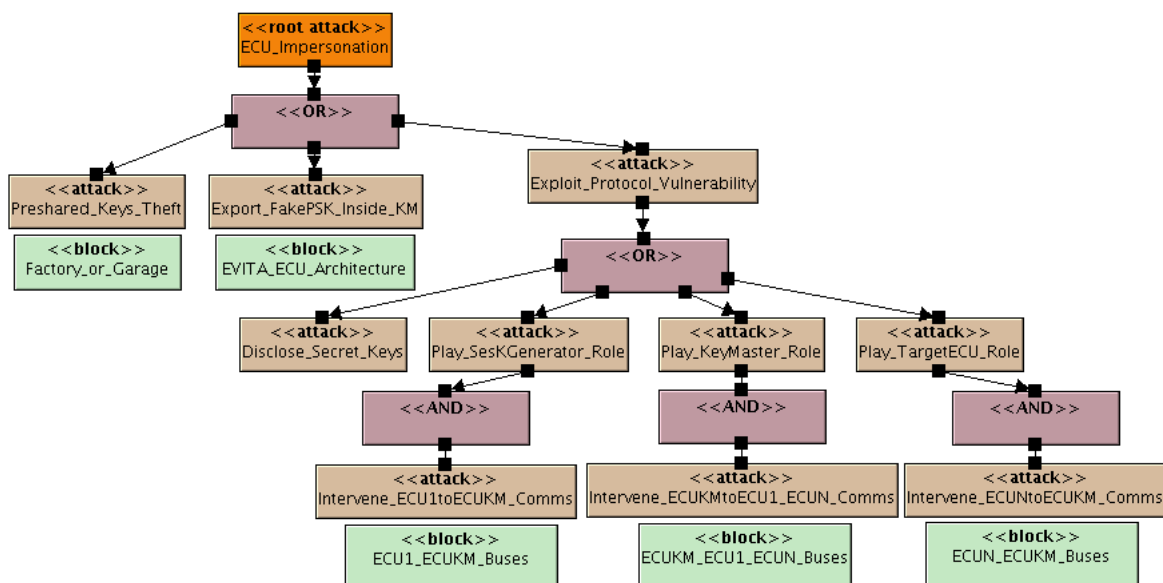 <<root attack>>
ECU_Impersonation
<<OR>>
<<attack>>
Preshared_Keys_Theft
<<attack>>
Export_FakePSK_Inside_KM
<<attack>>
Exploit_Protocol_Vulnerability
<<block>>
Factory_or_Garage
<<block>>
EVITA_ECU_Architecture
<<OR>>
<<attack>>
Disclose_Secret_Keys
<<attack>>
Play_SesKGenerator_Role
<<attack>>
Play_KeyMaster_Role
<<attack>>
Play_TargetECU_Role
<<AND>>
<<AND>>
<<AND>>
<<attack>>
Intervene_ECU1toECUKM_Comms
<<attack>>
Intervene_ECUKMtoECU1_ECUN_Comms
<<attack>>
Intervene_ECUNtoECUKM_Comms
<<block>>
ECU1_ECUKM_Buses
<<block>>
ECUKM_ECU1_ECUN_Buses
<<block>>
ECUN_ECUKM_Buses